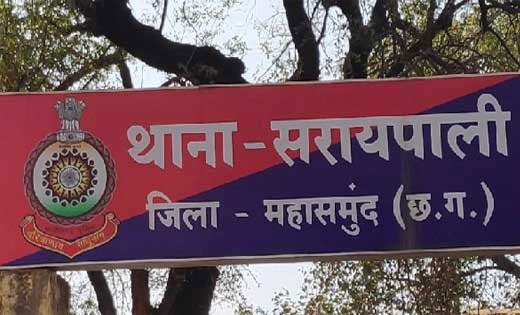 थाना - सरायपाली
जिला - महासमुंद (छ.ग.)